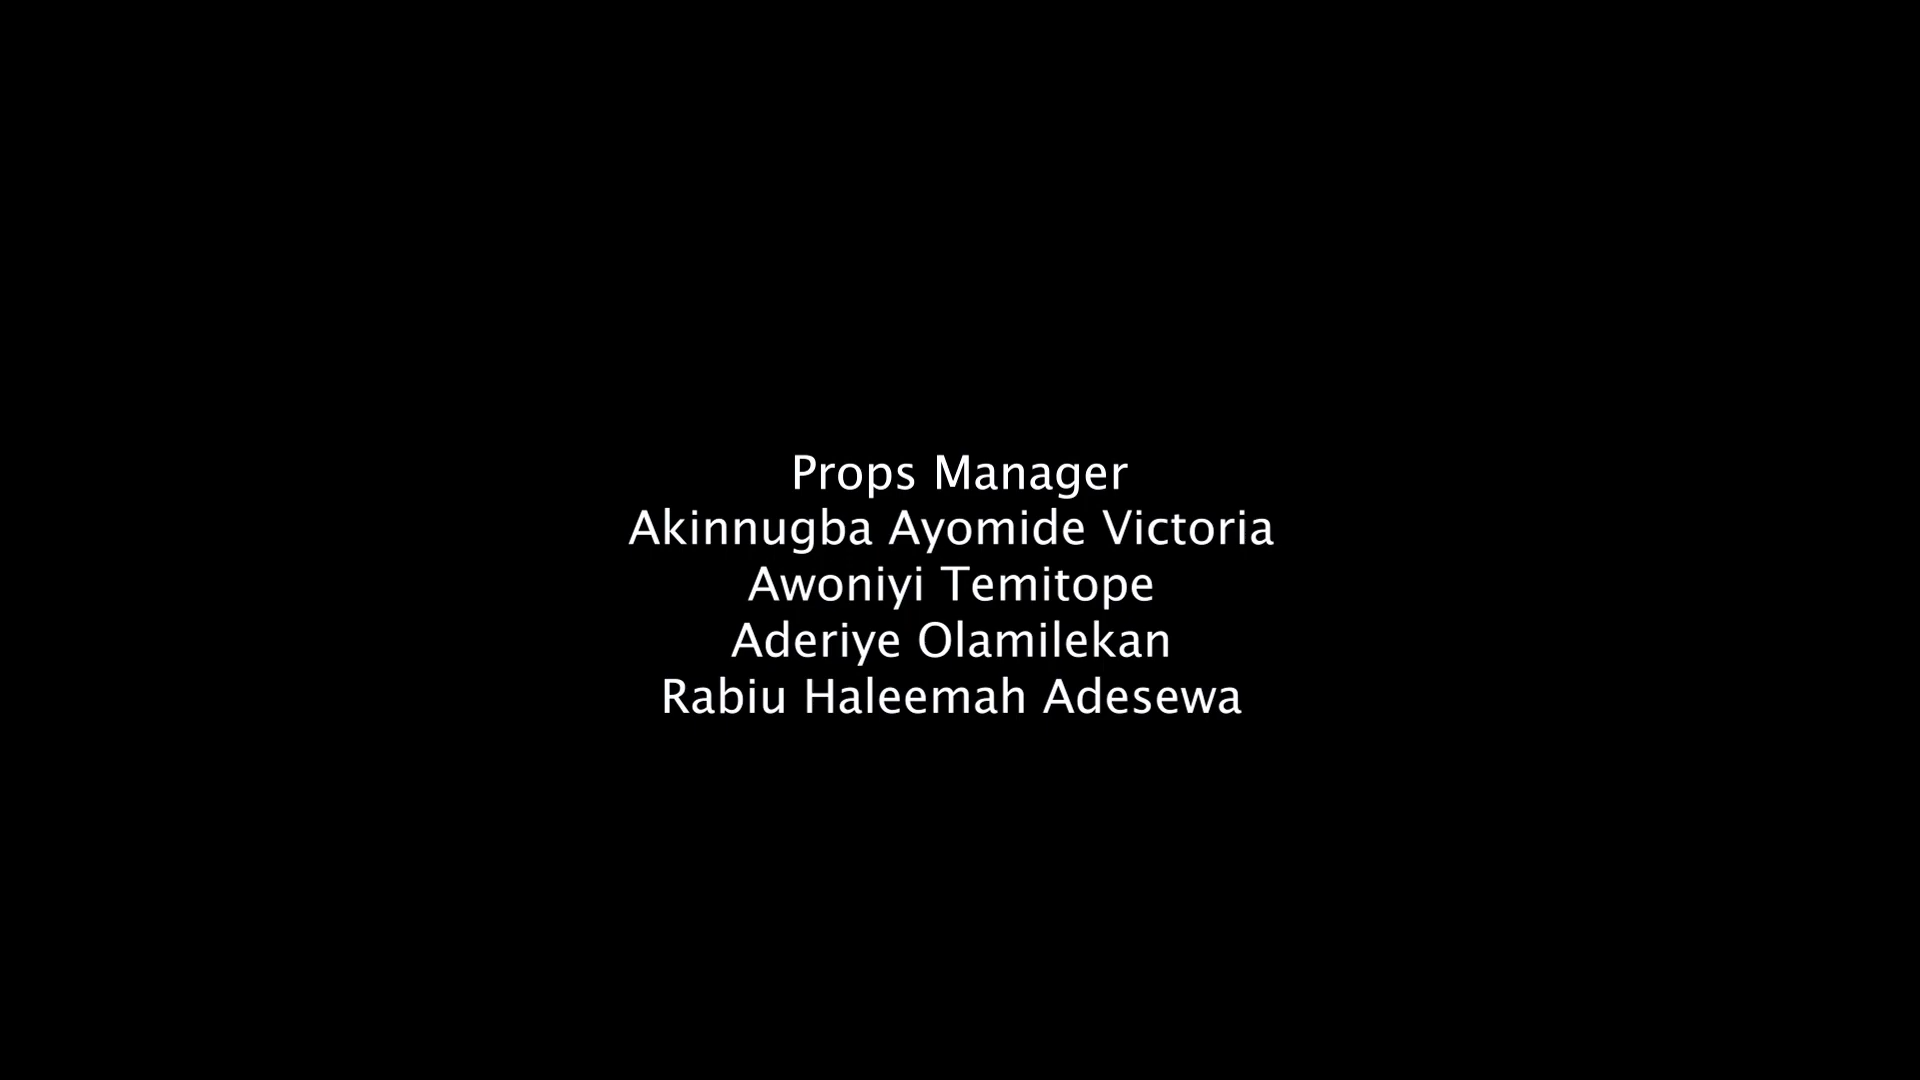 Props Manager
Akinnugba Ayomide Victoria
Awoniyi Temitope
Aderiye Olamilekan
Rabiu Haleemah Adesewa